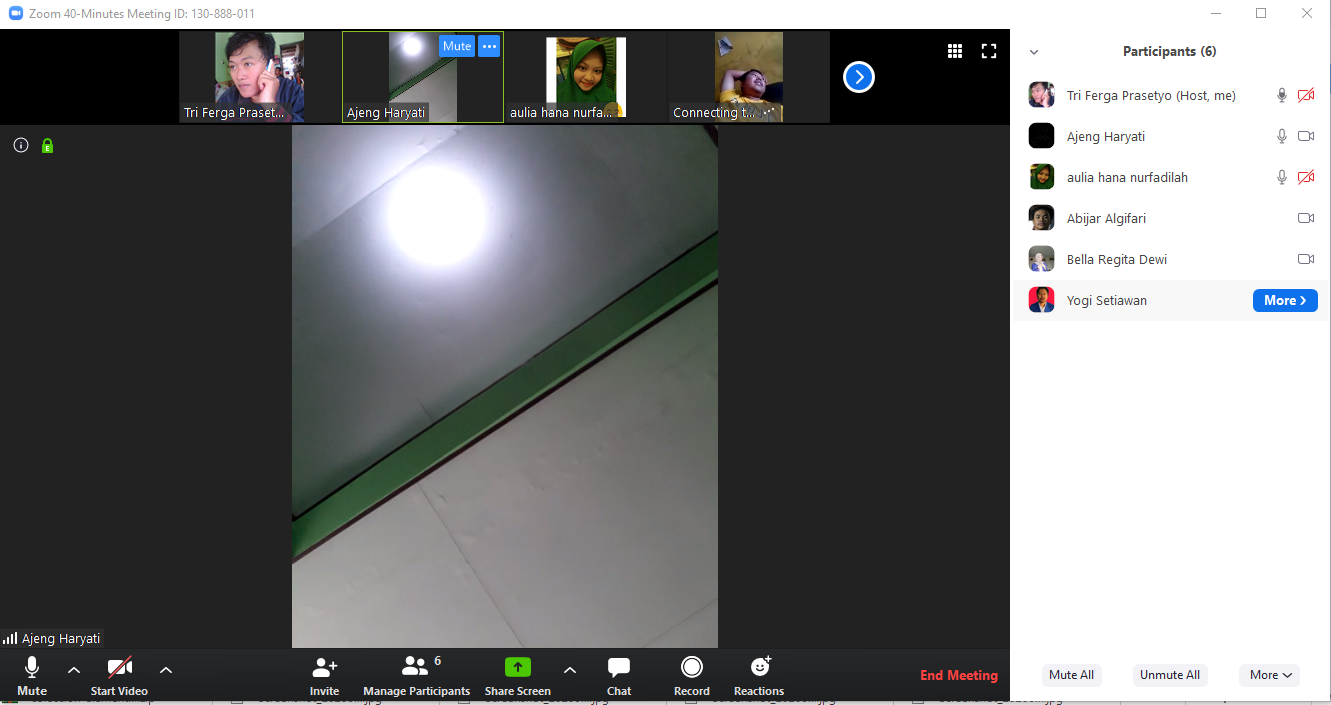 Zoom 40-Minutes Meeting ID: 130-888-011
Mute
Tri Ferga Praset...
Ajeng Haryati
aulia hana nurfa...
Connecting t...
Participants (6)
Tri Ferga Prasetyo (Host, me)
Ajeng Haryati
aulia hana nurfadilah
Abijar Algifari
Bella Regita Dewi
Yogi Setiawan
More
E
Ajeng Haryati
Mute
Start Video
Invite
6
Manage Participants
Share Screen
Chat
Record
Reactions
End Meeting
Mute All
Unmute All
More